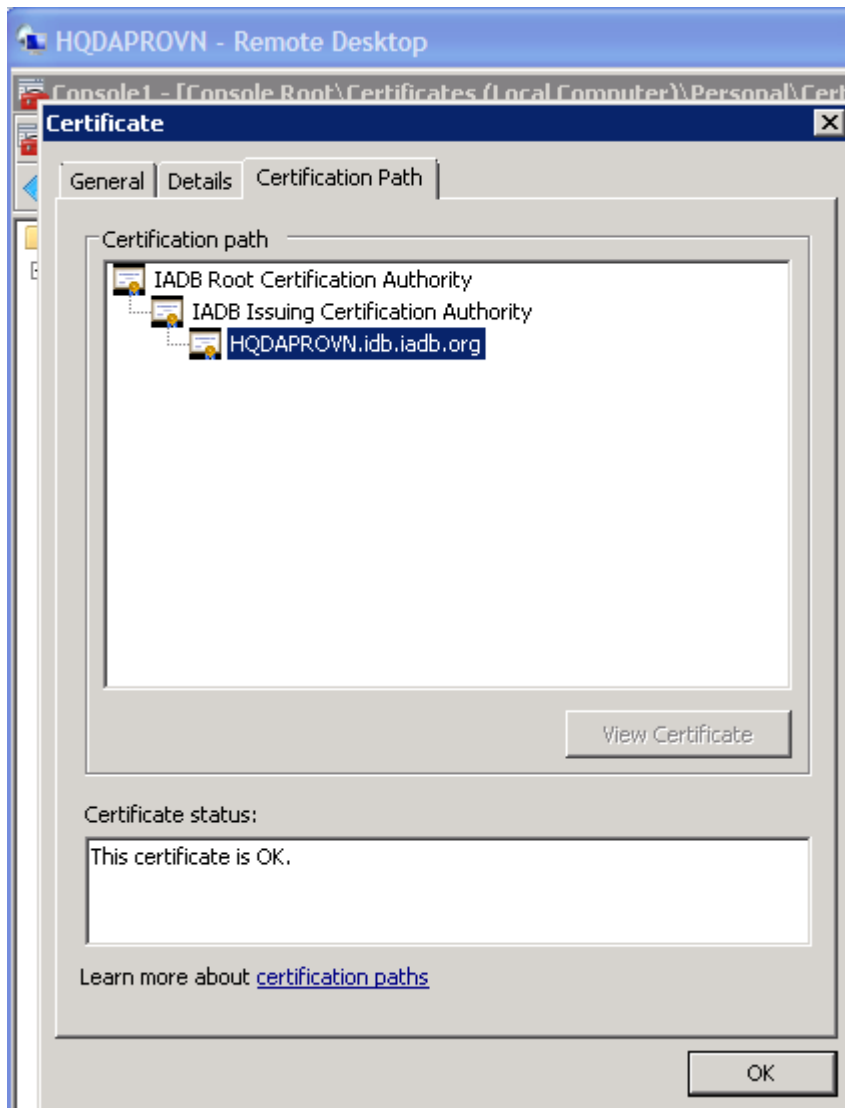 HQDAPROVN - Remote Desktop
Console1 - [Console Root\Certificates (Local Computer)\Personal\Cert
Certificate
General Details Certification Path
Certification path
IADB Root Certification Authority
IADB Issuing Certification Authority
HQDAPROVN.idb.iadb.org
View Certificate
Certificate status:
This certificate is OK.
Learn more about certification paths
OK